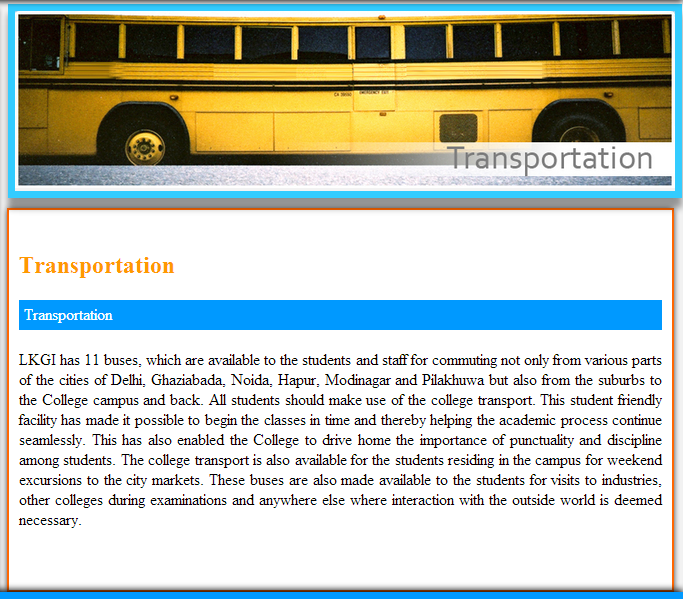 Transportation
Transportation
Transportation
LKGI has 11 buses, which are available to the students and staff for commuting not only from various parts
of the cities of Delhi, Ghaziabada, Noida, Hapur, Modinagar and Pilakhuwa but also from the suburbs to
the College campus and back. All students should make use of the college transport. This student friendly
facility has made it possible to begin the classes in time and thereby helping the academic process continue
seamlessly. This has also enabled the College to drive home the importance of punctuality and discipline
among students. The college transport is also available for the students residing in the campus for weekend
excursions to the city markets. These buses are also made available to the students for visits to industries,
other colleges during examinations and anywhere else where interaction with the outside world is deemed
necessary.